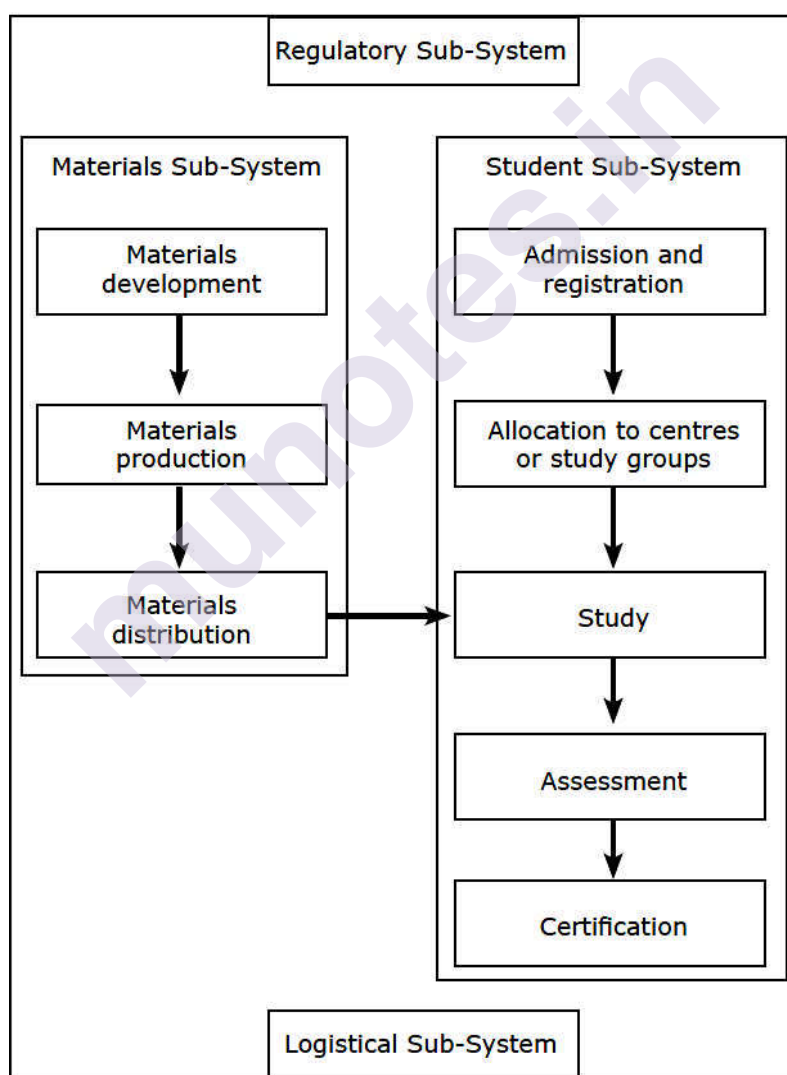 Regulatory Sub-System
Materials Sub-System
Materials
development
Materials
production
Materials
distribution
Student Sub-System
Admission and
registration
Allocation to centres
or study groups
Study
Assessment
Certification
Logistical Sub-System
munotes.in